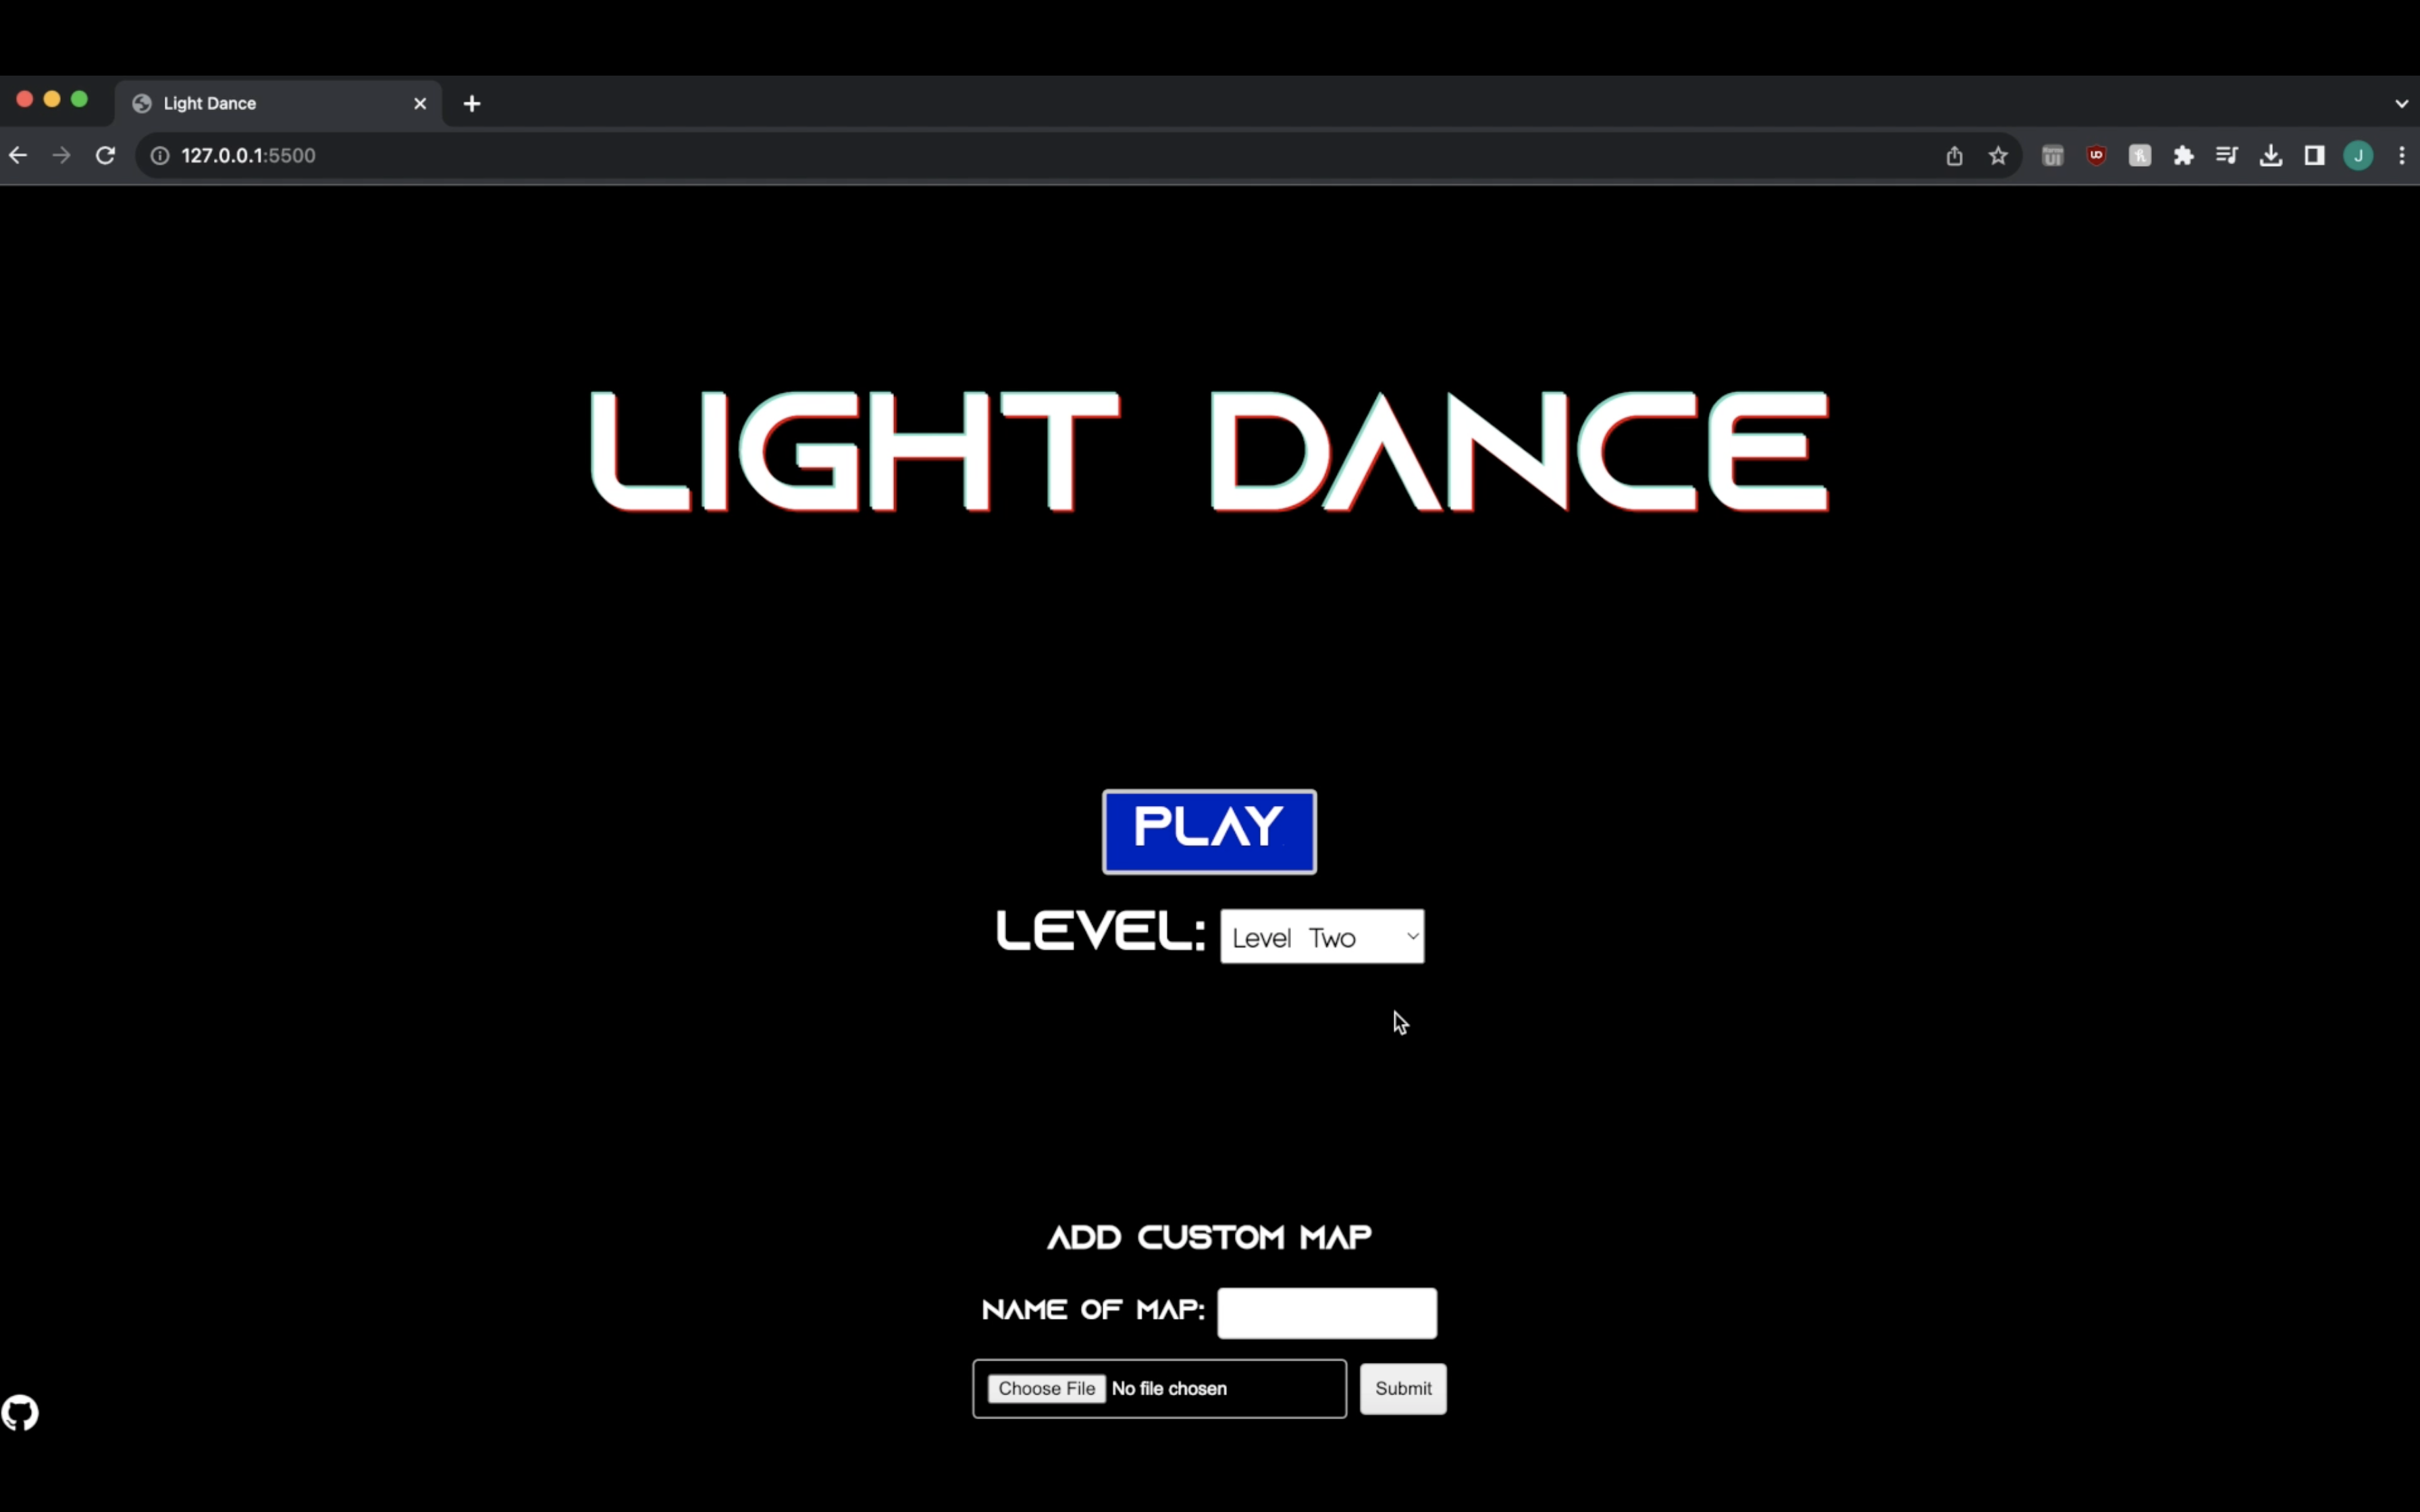 Light Dance
127.0.0.1:5500
J
LIGHT DANCE
PLAY
LEVEL: Level Two
ADD CUSTOM MAP
NAME OF MAP:
Choose File No file chosen Submit